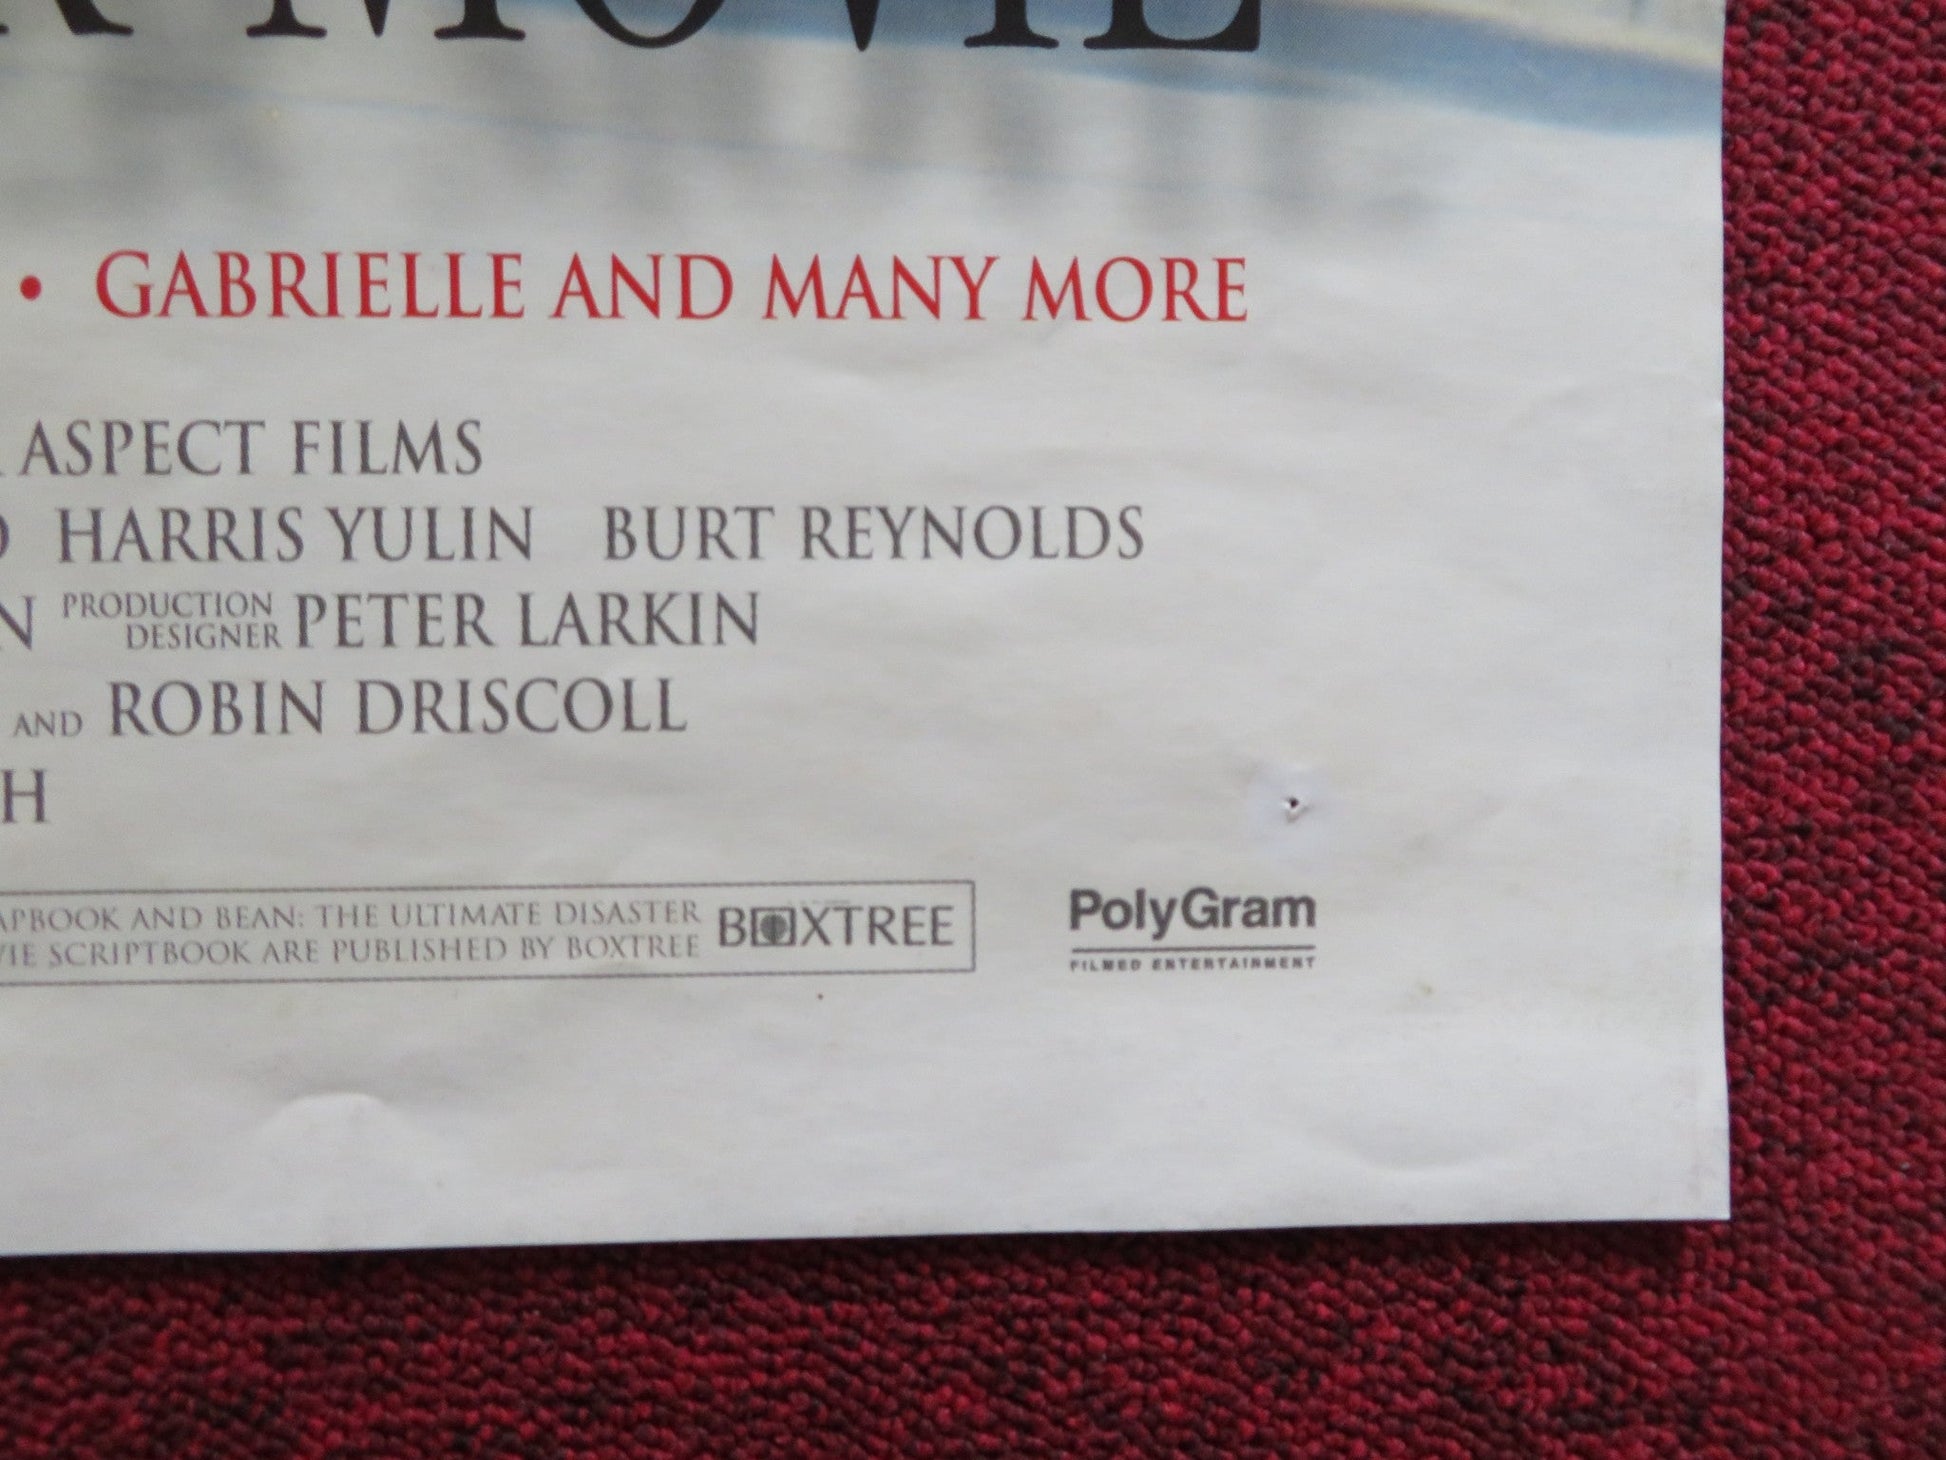 MOVIE
• GABRIELLE AND MANY MORE
ASPECT FILMS
HARRIS YULIN BURT REYNOLDS
N PRODUCTION DESIGNER PETER LARKIN
AND ROBIN DRISCOLL
H
APBOOK AND BEAN: THE ULTIMATE DISASTER
VIE SCRIPTBOOK ARE PUBLISHED BY BOXTREE
BOXTREE
PolyGram
FILMED ENTERTAINMENT